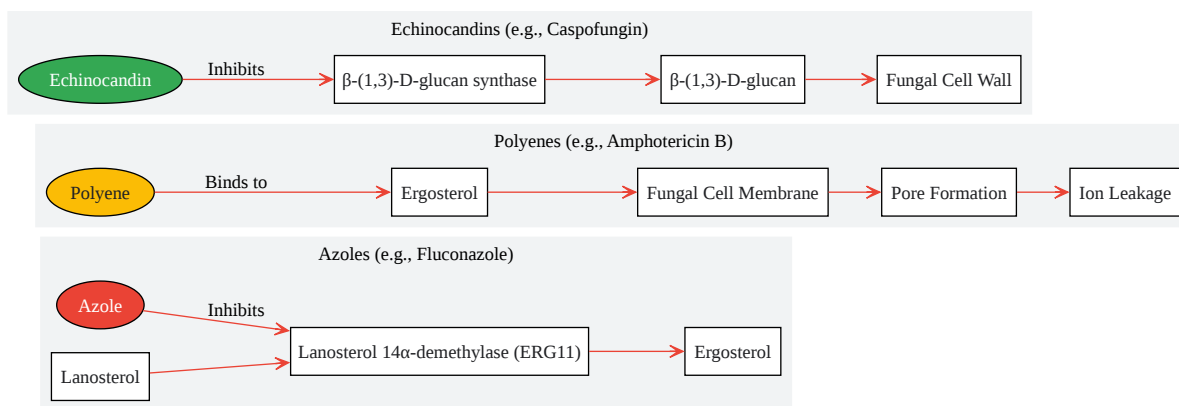 Echinocandins (e.g., Caspofungin)
Echinocandin
Inhibits
β-(1,3)-D-glucan synthase
β-(1,3)-D-glucan
Fungal Cell Wall
Polyenes (e.g., Amphotericin B)
Polyene
Binds to
Ergosterol
Fungal Cell Membrane
Pore Formation
Ion Leakage
Azoles (e.g., Fluconazole)
Azole
Inhibits
Lanosterol
Lanosterol 14α-demethylase (ERG11)
Ergosterol